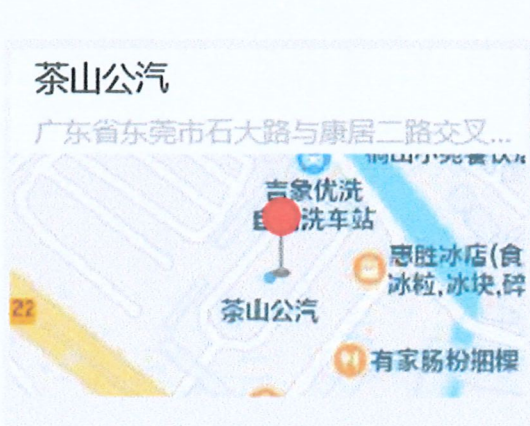 茶山公汽
广东省东莞市石大路与康居二路交叉...
吉象优洗
洗车站
惠胜冰店(食
冰粒,冰块,碎
茶山公汽
22
有家肠粉捆粿